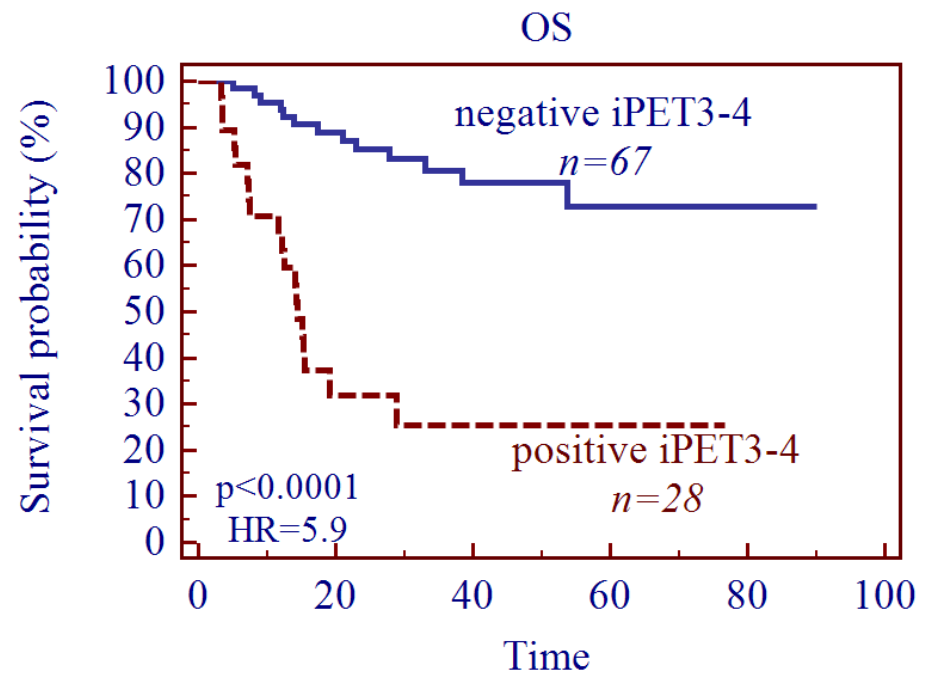 OS
Survival probability (%)
100
90
80
70
60
50
40
30
20
10
0
negative iPET3-4
n=67
positive iPET3-4
n=28
p<0.0001
HR=5.9
0 20 40 60 80 100
Time